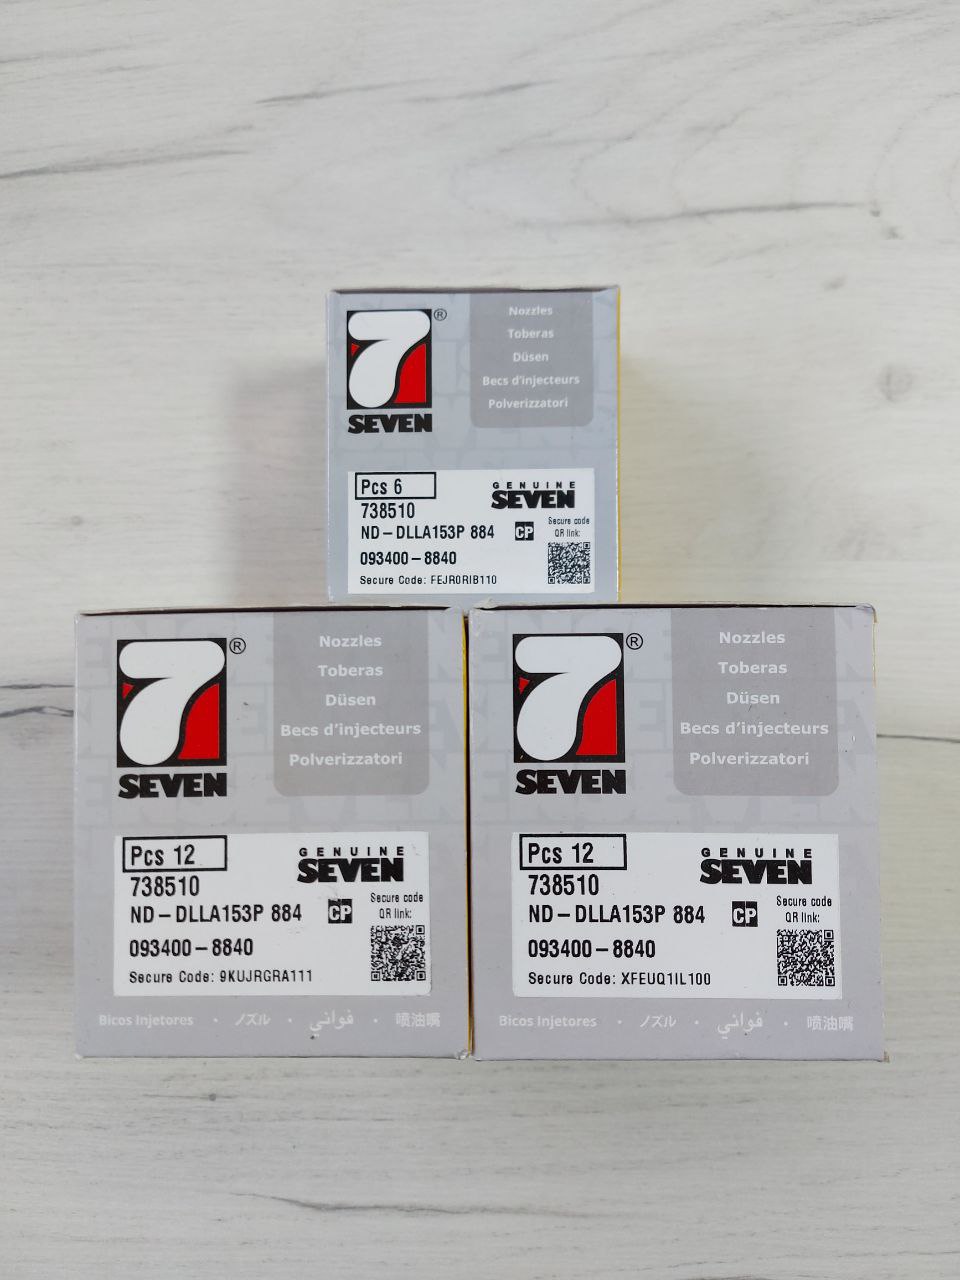 7®
SEVEN
Nozzles
Toberas
Düsen
Becs d'injecteurs
Polverizzatori
Pcs 6
GENUINE
SEVEN
738510
ND-DLLA153P 884
CP
Secure code
QR link:
093400-8840
Secure Code: FEJR0RIB110
7®
SEVEN
Nozzles
Toberas
Düsen
Becs d'injecteurs
Polverizzatori
Pcs 12
GENUINE
SEVEN
738510
ND-DLLA153P 884
CP
Secure code
QR link:
093400-8840
Secure Code: 9KUJRGRA111
Bicos Injetores · ノズル · فواني · 喷油嘴
7®
SEVEN
Nozzles
Toberas
Düsen
Becs d'injecteurs
Polverizzatori
Pcs 12
GENUINE
SEVEN
738510
ND-DLLA153P 884
CP
Secure code
QR link:
093400-8840
Secure Code: XFEUQ1IL100
Bicos Injetores · ノズル · فواني · 喷油嘴